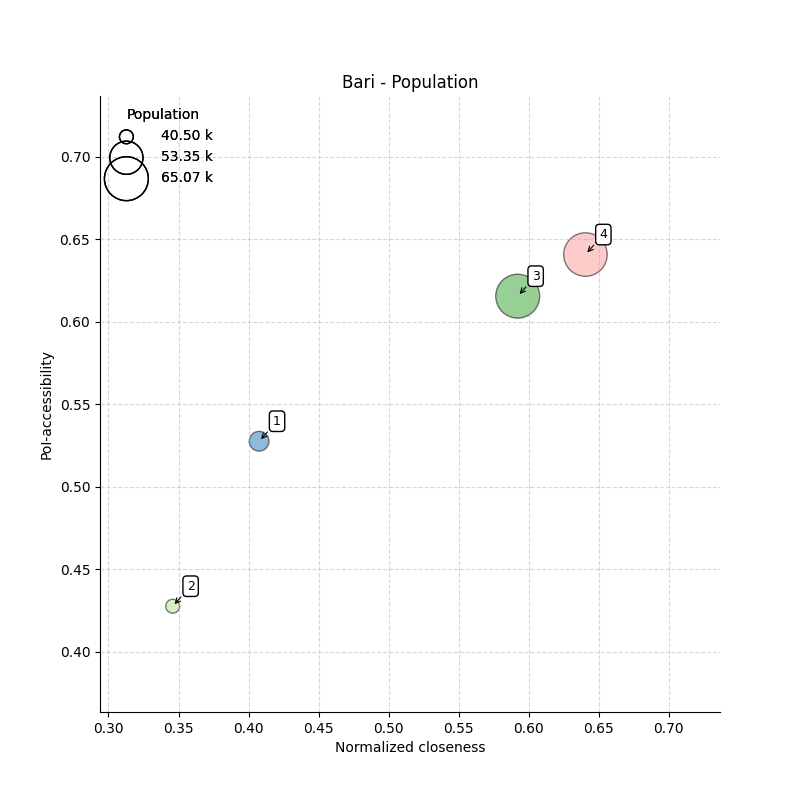 Bari - Population
Population
40.50 k
53.35 k
65.07 k
0.70
0.65
0.60
0.55
0.50
0.45
0.40
PoI-accessibility
4
3
1
2
0.30 0.35 0.40 0.45 0.50 0.55 0.60 0.65 0.70
Normalized closeness